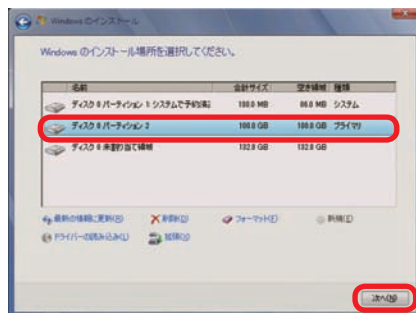 Windows のインストール
Windows のインストール場所を選択してください。
名前 合計サイズ 空き領域 種類
ディスク 0 パーティション 1: システムで予約済み 100.0 MB 86.0 MB システム
ディスク 0 パーティション 2 100.0 GB 100.0 GB プライマリ
ディスク 0 未割り当て領域 132.8 GB 132.8 GB
最新の情報に更新(R) 削除(D) フォーマット(F) 新規(E)
ドライバーの読み込み(L) 拡張(X)
次へ(N)